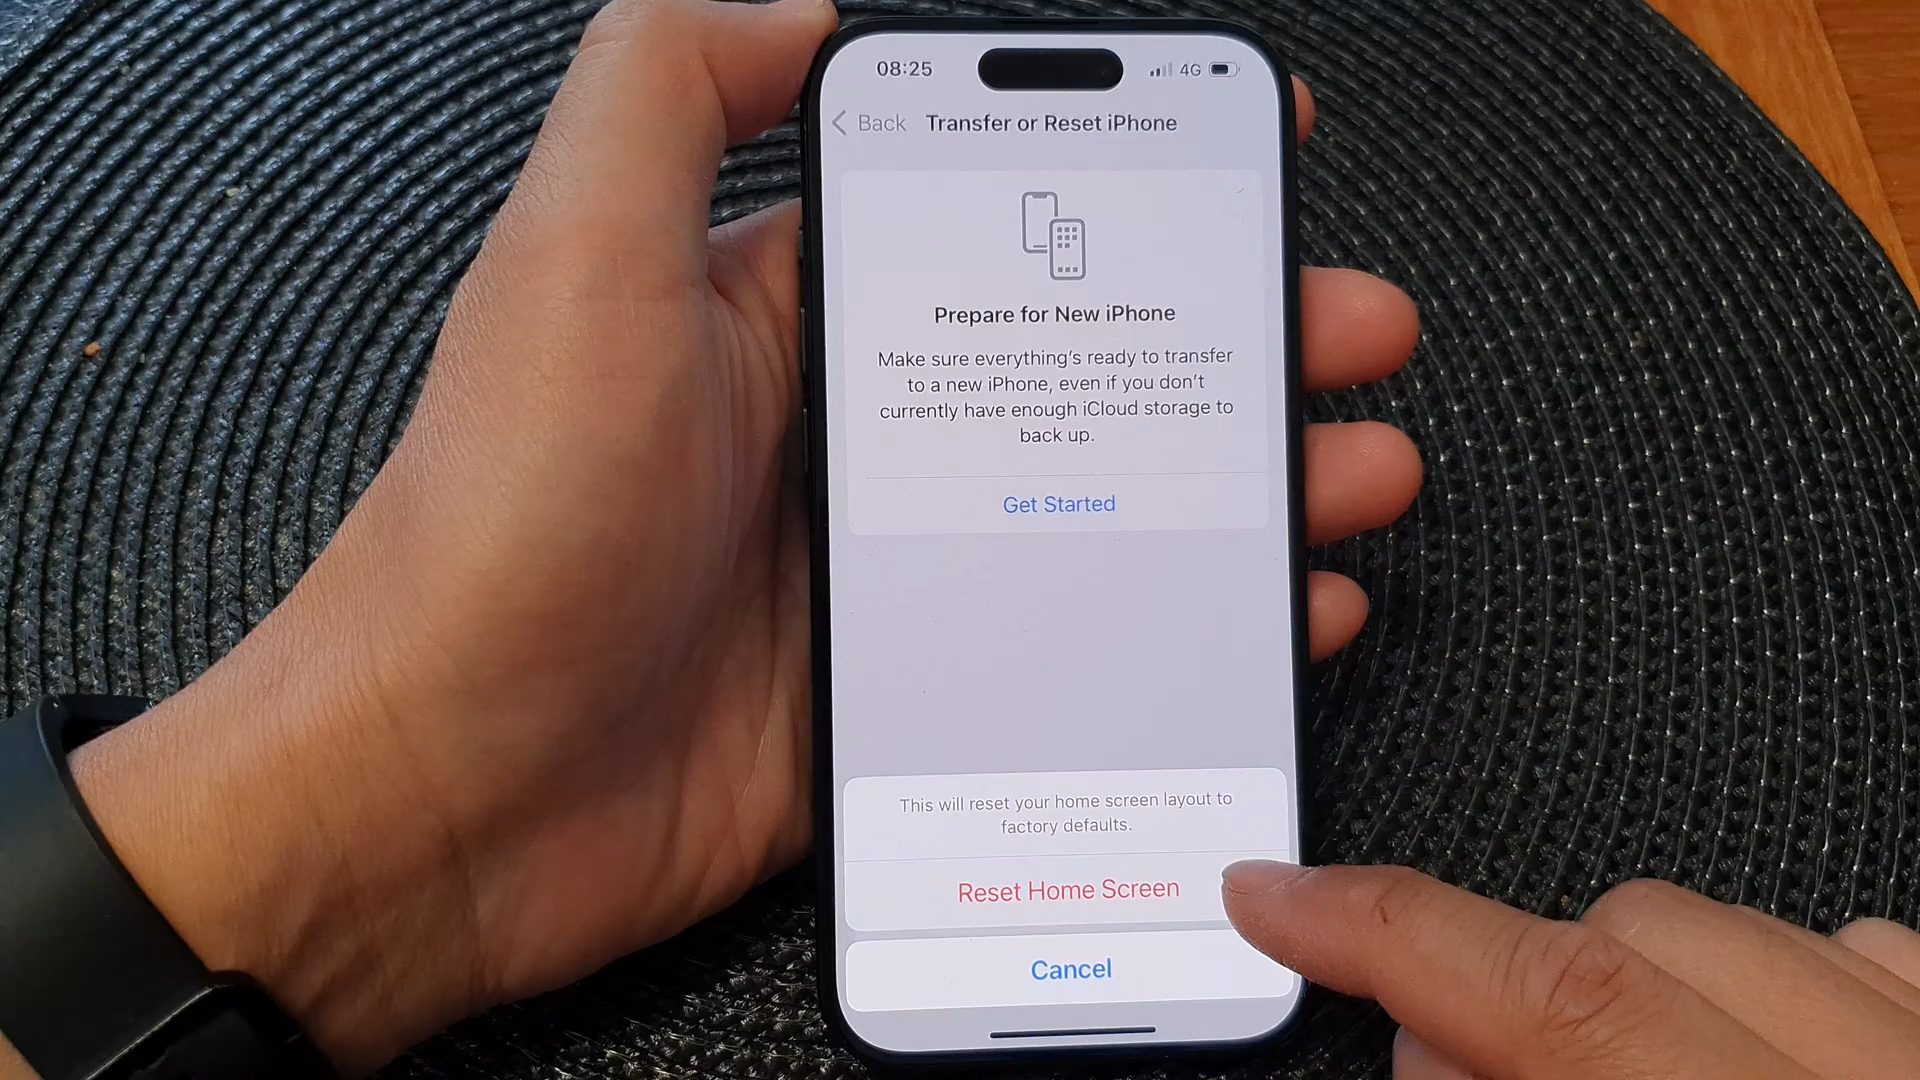 08:25
4G
Back
Transfer or Reset iPhone
Prepare for New iPhone
Make sure everything's ready to transfer
to a new iPhone, even if you don't
currently have enough iCloud storage to
back up.
Get Started
This will reset your home screen layout to
factory defaults.
Reset Home Screen
Cancel